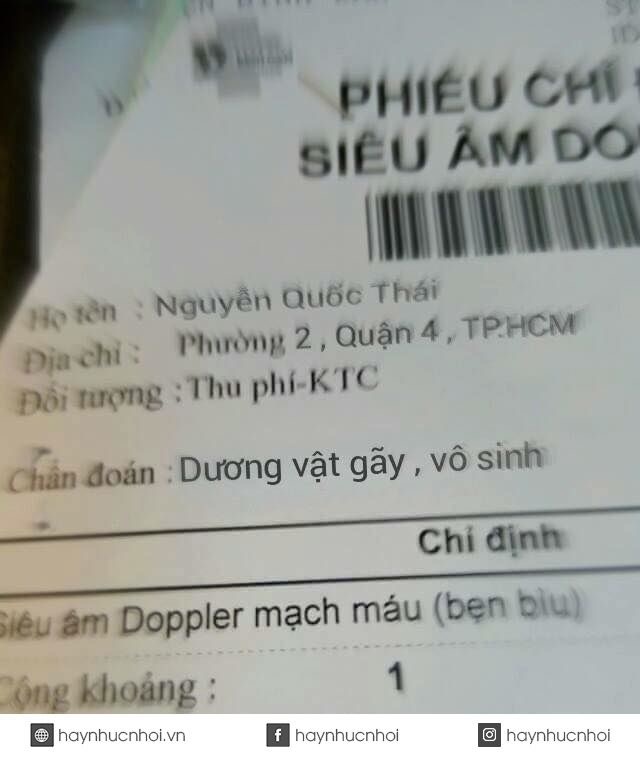 PHIẾU CHỈ
SIÊU ÂM DO
Họ tên : Nguyễn Quốc Thái
Địa chỉ : Phường 2 , Quận 4 , TP.HCM
Đối tượng : Thu phí-KTC
Chẩn đoán : Dương vật gãy , vô sinh
Chỉ định
Siêu âm Doppler mạch máu (bẹn bìu)
Cộng khoảng : 1
haynhucnhoi.vn haynhucnhoi haynhucnhoi